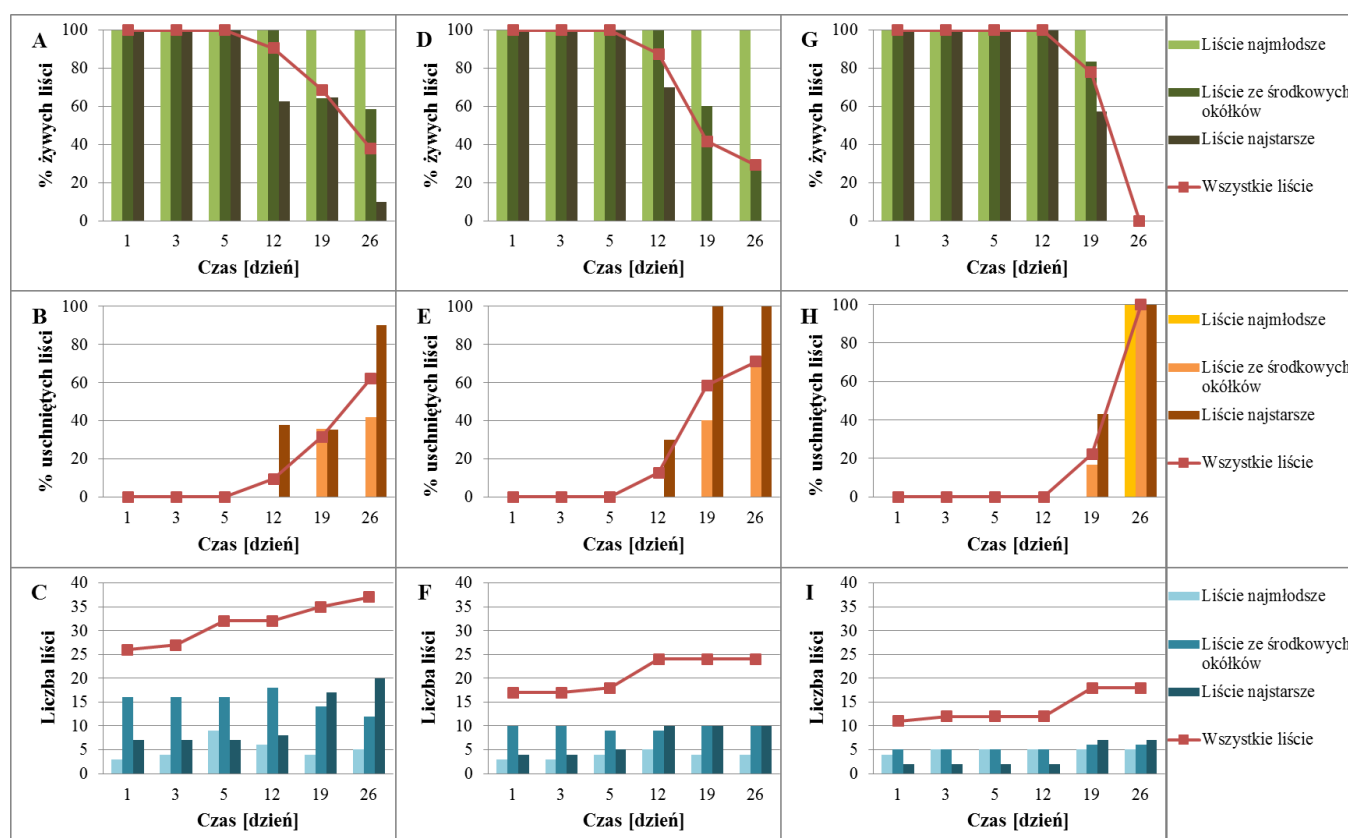 A
% żywych liści
100
80
60
40
20
0
1 3 5 12 19 26
Czas [dzień]
D
% żywych liści
100
80
60
40
20
0
1 3 5 12 19 26
Czas [dzień]
G
% żywych liści
100
80
60
40
20
0
1 3 5 12 19 26
Czas [dzień]
Liście najmłodsze
Liście ze środkowych
okółków
Liście najstarsze
Wszystkie liście
B
% uschniętych liści
100
80
60
40
20
0
1 3 5 12 19 26
Czas [dzień]
E
% uschniętych liści
100
80
60
40
20
0
1 3 5 12 19 26
Czas [dzień]
H
% uschniętych liści
100
80
60
40
20
0
1 3 5 12 19 26
Czas [dzień]
Liście najmłodsze
Liście ze środkowych
okółków
Liście najstarsze
Wszystkie liście
C
Liczba liści
40
35
30
25
20
15
10
5
0
1 3 5 12 19 26
Czas [dzień]
F
Liczba liści
40
35
30
25
20
15
10
5
0
1 3 5 12 19 26
Czas [dzień]
I
Liczba liści
40
35
30
25
20
15
10
5
0
1 3 5 12 19 26
Czas [dzień]
Liście najmłodsze
Liście ze środkowych
okółków
Liście najstarsze
Wszystkie liście